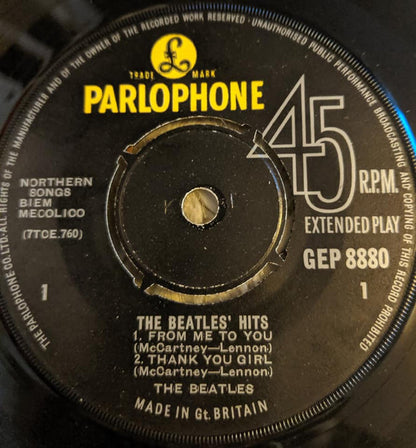 THE PARLOPHONE CO.LTD. ALL RIGHTS OF THE MANUFACTURER AND OF THE OWNER OF THE RECORDED WORK RESERVED · UNAUTHORISED PUBLIC PERFORMANCE BROADCASTING AND COPYING OF THIS RECORD PROHIBITED
£
TRADE MARK
PARLOPHONE
45
R.P.M.
EXTENDED PLAY
NORTHERN
SONGS
BIEM
MECOLICO
(7TCE.760)
GEP 8880
1
1
THE BEATLES' HITS
1. FROM ME TO YOU
(McCartney—Lennon)
2. THANK YOU GIRL
(McCartney—Lennon)
THE BEATLES
MADE IN Gt. BRITAIN